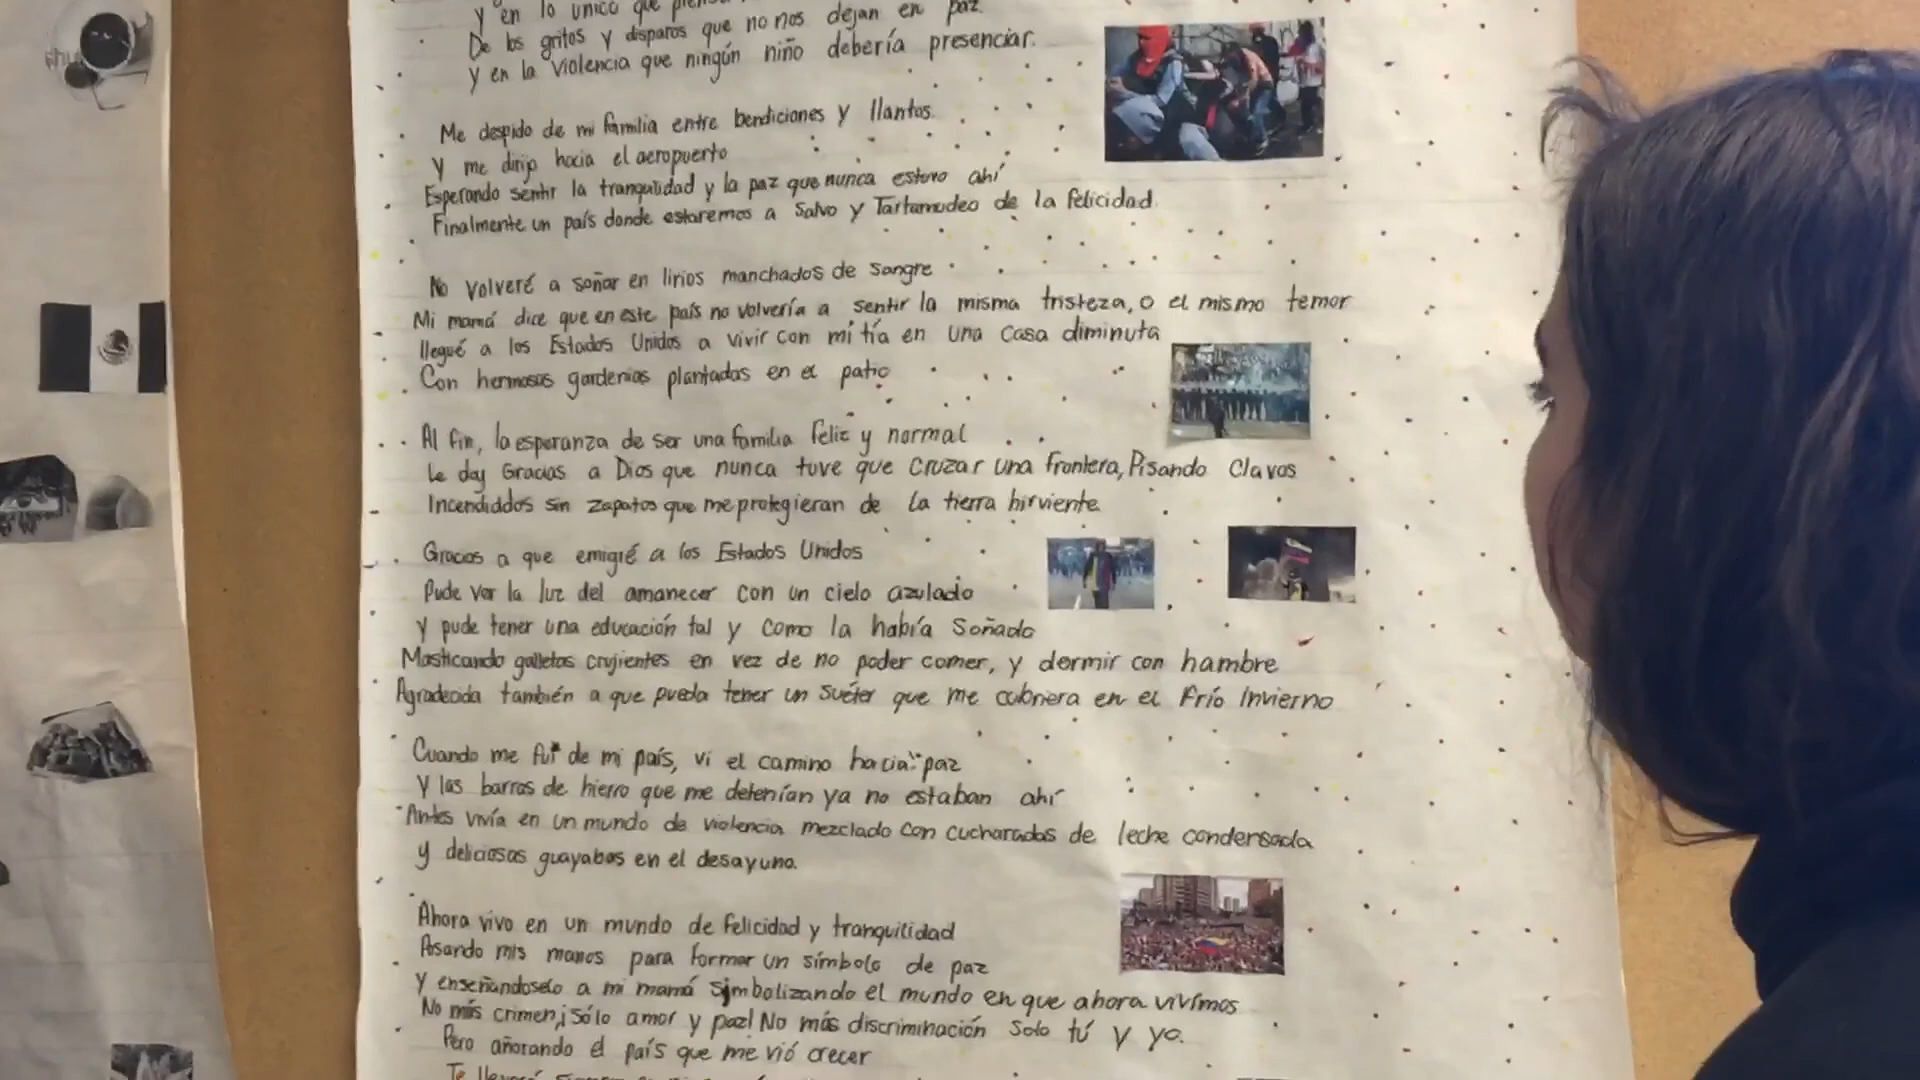 y en lo único que
De los gritos y disparos que no nos dejan en paz.
y en la violencia que ningún niño debería presenciar.
Me despido de mi familia entre bendiciones y llantos.
Y me dirijo hacia el aeropuerto
Esperando sentir la tranquilidad y la paz que nunca estuvo ahí
Finalmente un país donde estaremos a Salvo y Tartamudeo de la felicidad.
No volveré a soñar en lirios manchados de sangre
Mi mamá dice que en este país no volvería a sentir la misma tristeza, o el mismo temor
llegué a los Estados Unidos a vivir con mi tía en una casa diminuta
Con hermosas gardenias plantadas en el patio
Al fin, la esperanza de ser una familia feliz y normal
Le doy Gracias a Dios que nunca tuve que cruzar una frontera, Pisando Clavos
Incendiddos sin zapatos que me protegieran de la tierra hirviente
Gracias a que emigré a los Estados Unidos
Pude ver la luz del amanecer con un cielo azulado
y pude tener una educación tal y como la había soñado
Masticando galletas crujientes en vez de no poder comer, y dormir con hambre
Agradecida también a que pueda tener un suéter que me cubriera en el Frío Invierno
Cuando me fui de mi país, vi el camino hacia paz
Y las barras de hierro que me detenían ya no estaban ahí
Antes vivía en un mundo de violencia mezclado con cucharadas de leche condensada
y deliciosas guayabas en el desayuno.
Ahora vivo en un mundo de felicidad y tranquilidad
Posando mis manos para formar un símbolo de paz
y enseñandoselo a mi mamá simbolizando el mundo en que ahora vivimos
No más crimen, ¡Sólo amor y paz! No más discriminación solo tú y yo.
Pero añorando el país que me vió crecer
Te llevaré